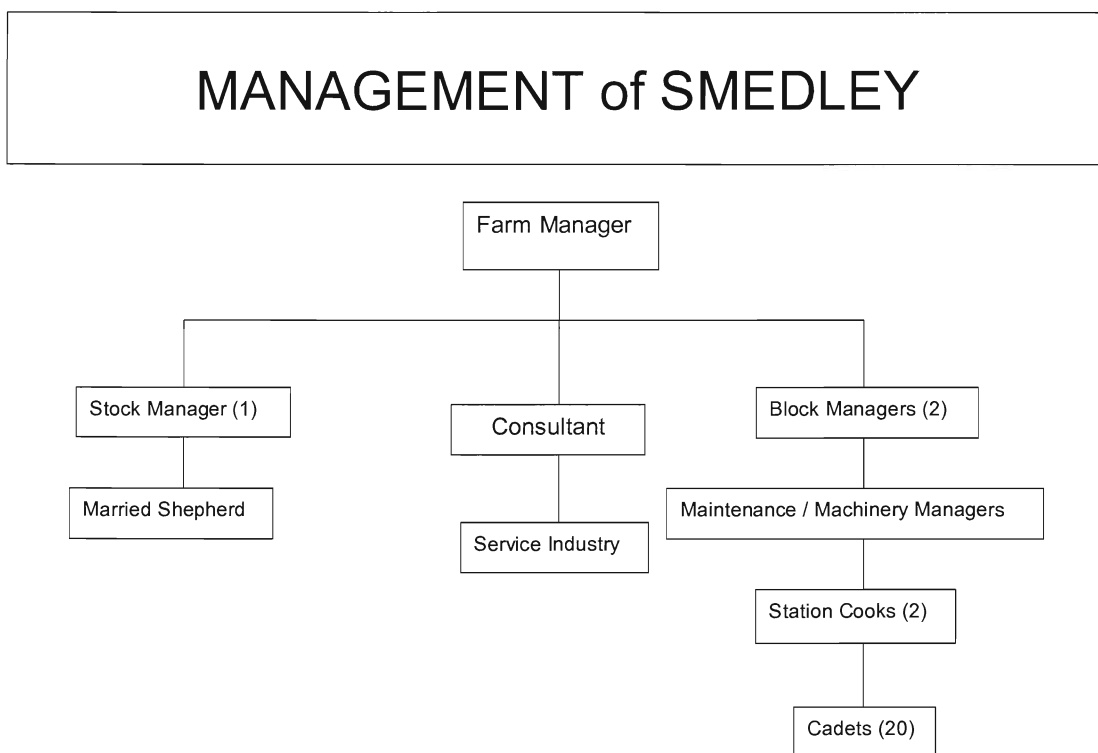 MANAGEMENT of SMEDLEY
Farm Manager
Stock Manager (1)
Consultant
Block Managers (2)
Married Shepherd
Service Industry
Maintenance / Machinery Managers
Station Cooks (2)
Cadets (20)